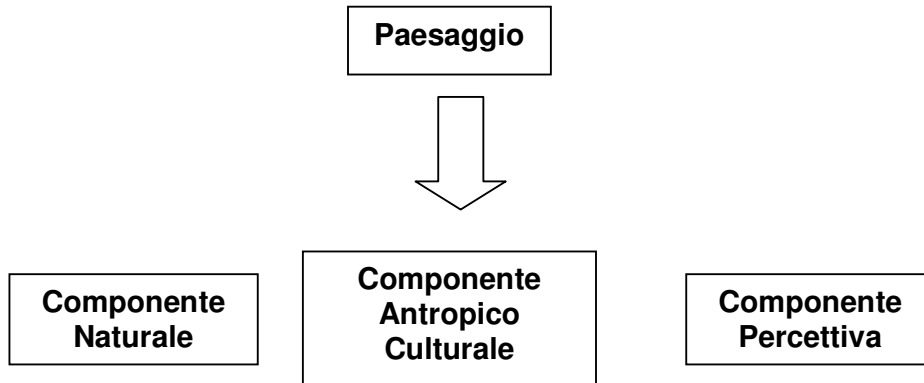 Paesaggio
Componente
Naturale
Componente
Antropico
Culturale
Componente
Percettiva